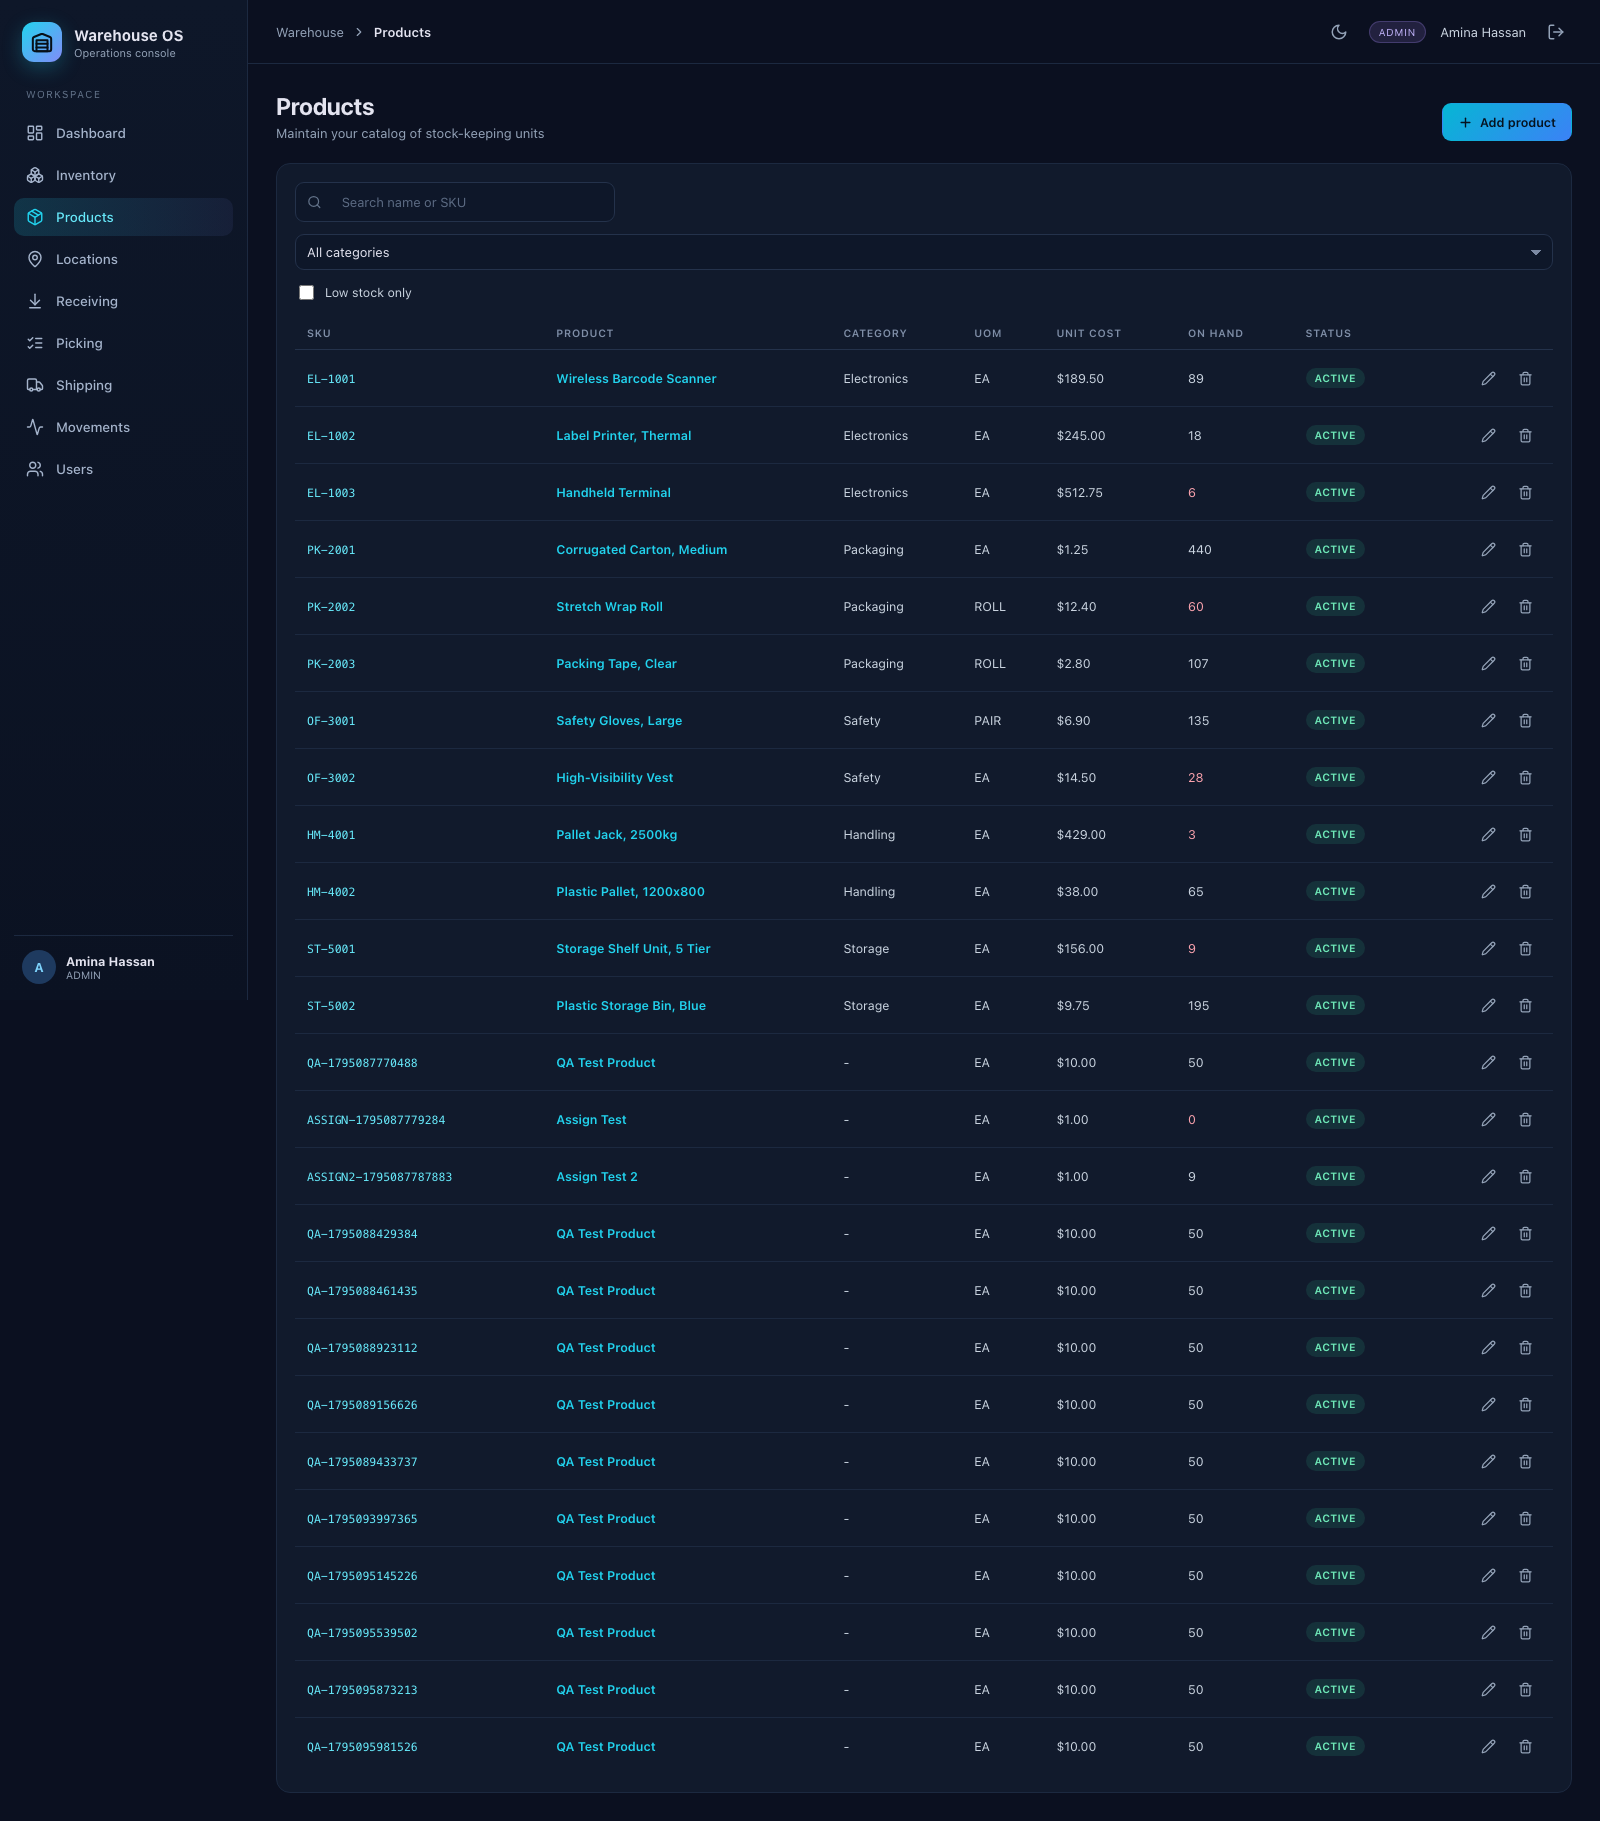 Warehouse OS
Operations console
WORKSPACE
Dashboard
Inventory
Products
Locations
Receiving
Picking
Shipping
Movements
Users
A
Amina Hassan
ADMIN
Warehouse > Products
ADMIN
Amina Hassan
Products
Maintain your catalog of stock-keeping units
+ Add product
Search name or SKU
All categories
Low stock only
SKU PRODUCT CATEGORY UOM UNIT COST ON HAND STATUS
EL-1001 Wireless Barcode Scanner Electronics EA $189.50 89 ACTIVE
EL-1002 Label Printer, Thermal Electronics EA $245.00 18 ACTIVE
EL-1003 Handheld Terminal Electronics EA $512.75 6 ACTIVE
PK-2001 Corrugated Carton, Medium Packaging EA $1.25 440 ACTIVE
PK-2002 Stretch Wrap Roll Packaging ROLL $12.40 60 ACTIVE
PK-2003 Packing Tape, Clear Packaging ROLL $2.80 107 ACTIVE
OF-3001 Safety Gloves, Large Safety PAIR $6.90 135 ACTIVE
OF-3002 High-Visibility Vest Safety EA $14.50 28 ACTIVE
HM-4001 Pallet Jack, 2500kg Handling EA $429.00 3 ACTIVE
HM-4002 Plastic Pallet, 1200x800 Handling EA $38.00 65 ACTIVE
ST-5001 Storage Shelf Unit, 5 Tier Storage EA $156.00 9 ACTIVE
ST-5002 Plastic Storage Bin, Blue Storage EA $9.75 195 ACTIVE
QA-1795087770488 QA Test Product - EA $10.00 50 ACTIVE
ASSIGN-1795087779284 Assign Test - EA $1.00 0 ACTIVE
ASSIGN2-1795087787883 Assign Test 2 - EA $1.00 9 ACTIVE
QA-1795088429384 QA Test Product - EA $10.00 50 ACTIVE
QA-1795088461435 QA Test Product - EA $10.00 50 ACTIVE
QA-1795088923112 QA Test Product - EA $10.00 50 ACTIVE
QA-1795089156626 QA Test Product - EA $10.00 50 ACTIVE
QA-1795089433737 QA Test Product - EA $10.00 50 ACTIVE
QA-1795093997365 QA Test Product - EA $10.00 50 ACTIVE
QA-1795095145226 QA Test Product - EA $10.00 50 ACTIVE
QA-1795095539502 QA Test Product - EA $10.00 50 ACTIVE
QA-1795095873213 QA Test Product - EA $10.00 50 ACTIVE
QA-1795095981526 QA Test Product - EA $10.00 50 ACTIVE